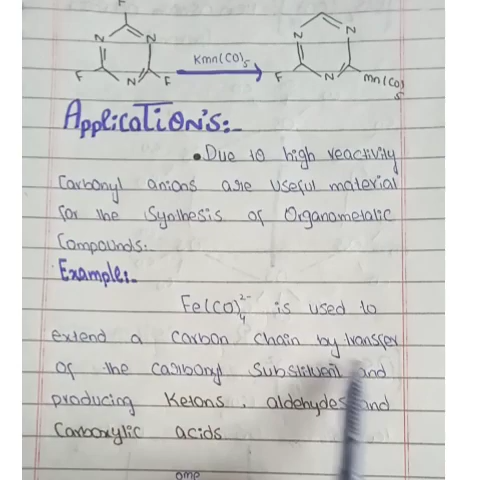 F
N N KMn(CO)5 N N
F N F F N Mn(CO)5
Applications:-
• Due to high reactivity
Carbonyl anions are useful material
for the Synthesis of Organometalic
Compounds:-
Example:-
Fe(CO)4 2- is used to
extend a carbon chain by transfer
of the carbonyl Substituent and
producing Ketons, aldehydes and
Carboxylic acids